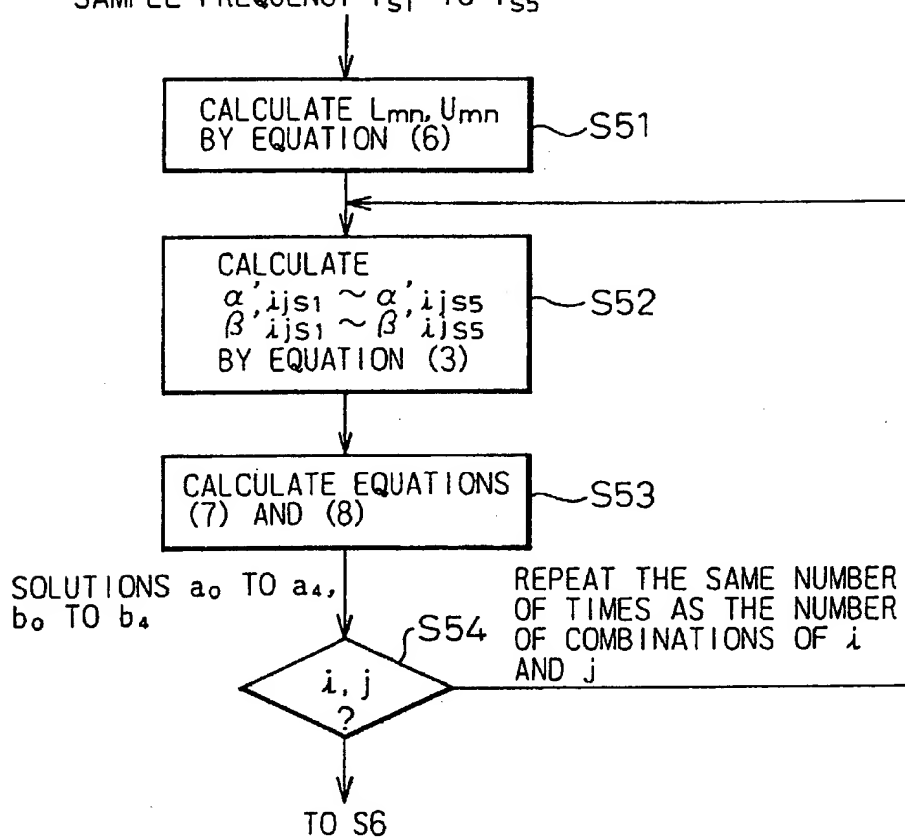 SAMPLE FREQUENCY fS1 TO fS5
CALCULATE Lmn, Umn
BY EQUATION (6)
S51
CALCULATE
α'ijS1 ~ α'ijS5
β'ijS1 ~ β'ijS5
BY EQUATION (3)
S52
CALCULATE EQUATIONS
(7) AND (8)
S53
SOLUTIONS a0 TO a4,
b0 TO b4
S54
REPEAT THE SAME NUMBER
OF TIMES AS THE NUMBER
OF COMBINATIONS OF i
AND j
i, j
?
TO S6